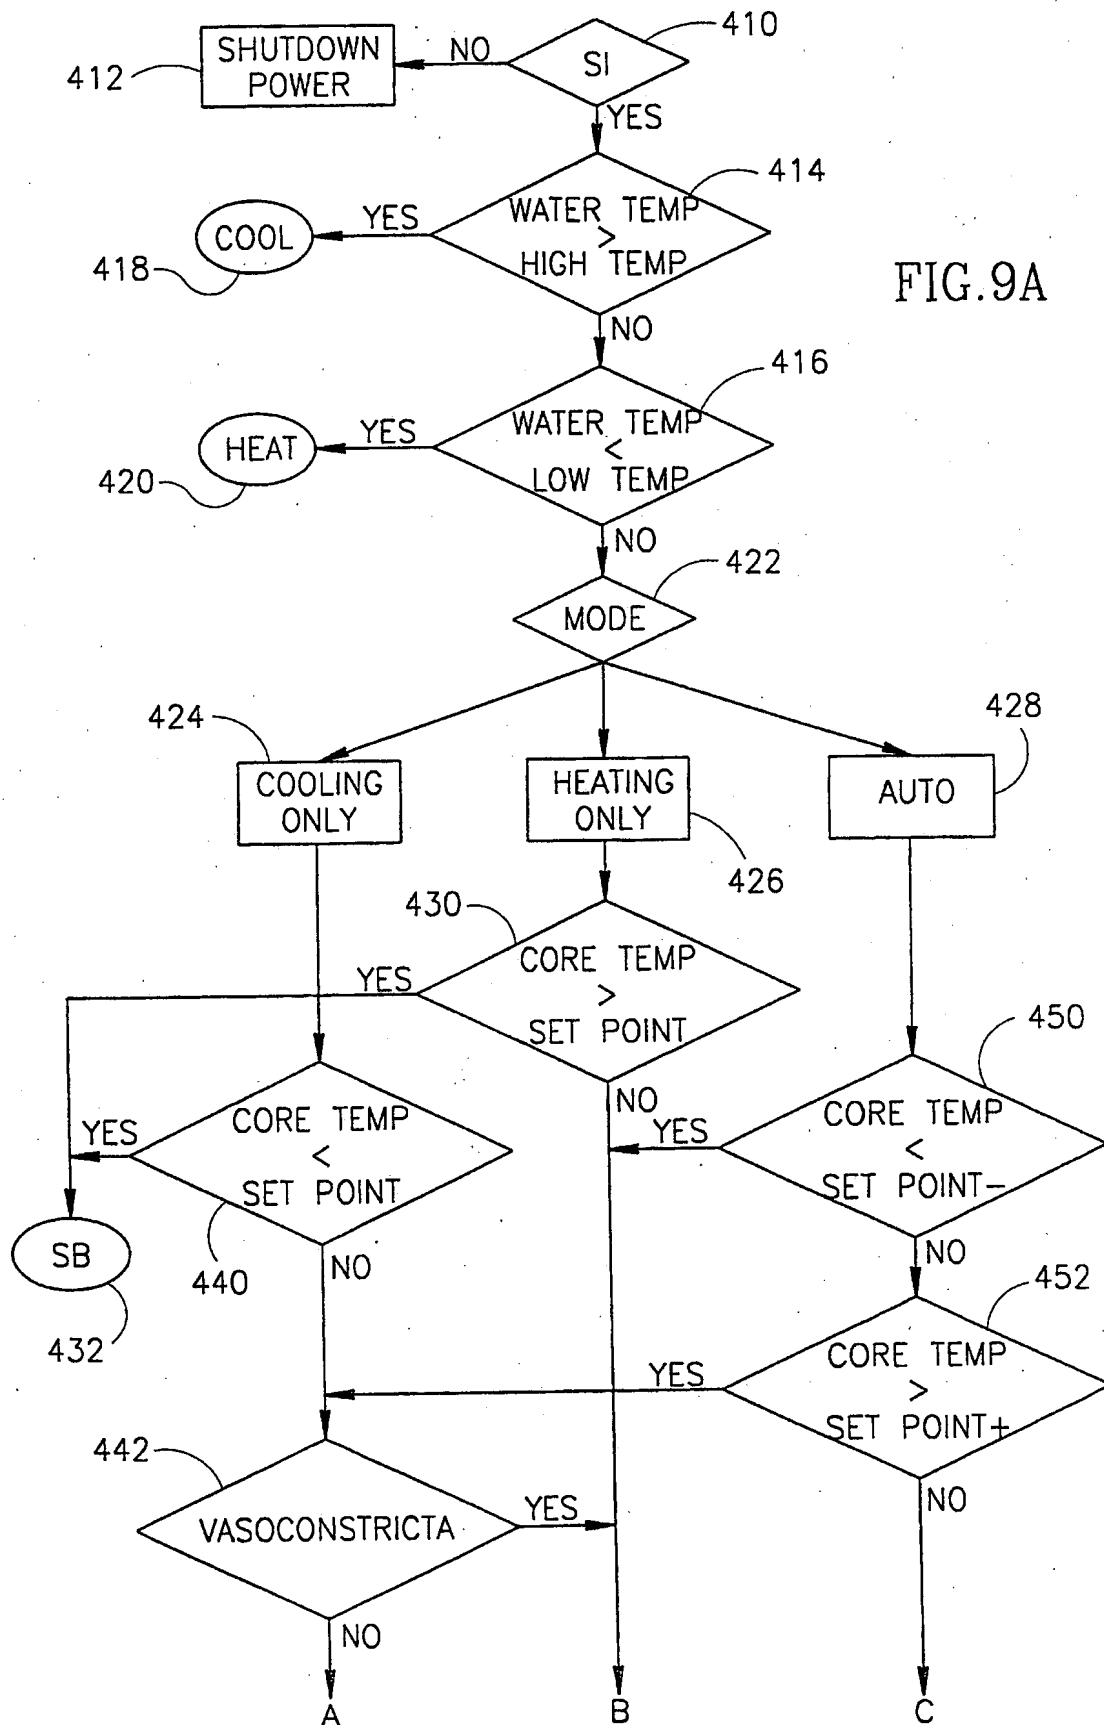 410
SI
NO
SHUTDOWN
POWER
412
YES
414
WATER TEMP
>
HIGH TEMP
YES
COOL
418
FIG.9A
NO
416
WATER TEMP
<
LOW TEMP
YES
HEAT
420
NO
422
MODE
424
COOLING
ONLY
HEATING
ONLY
426
428
AUTO
430
CORE TEMP
>
SET POINT
YES
NO
450
CORE TEMP
<
SET POINT-
YES
NO
CORE TEMP
<
SET POINT
YES
440
NO
SB
432
452
CORE TEMP
>
SET POINT+
YES
NO
442
VASOCONSTRICTA
YES
NO
A
B
C